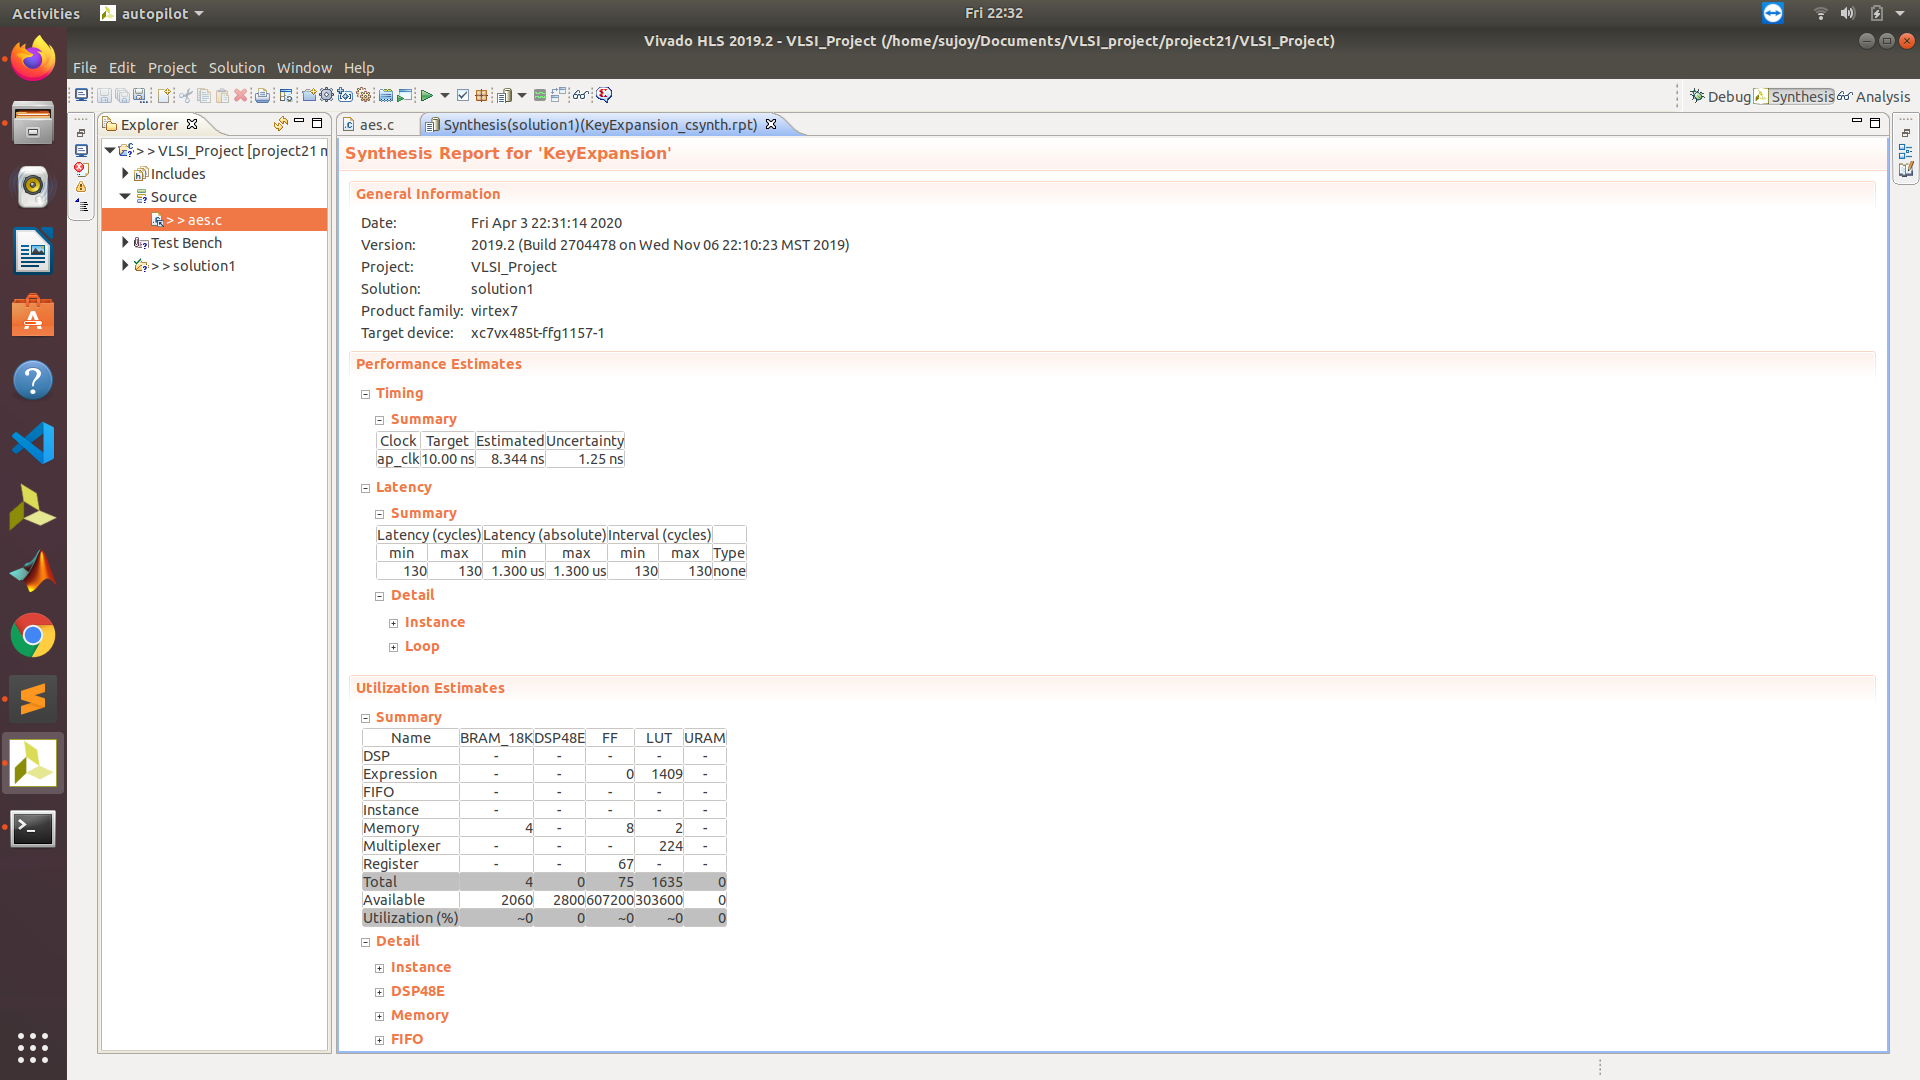 Activities autopilot Fri 22:32
Vivado HLS 2019.2 - VLSI_Project (/home/sujoy/Documents/VLSI_project/project21/VLSI_Project)
File Edit Project Solution Window Help
Debug Synthesis Analysis
Explorer
> > VLSI_Project [project21 m
Includes
Source
> > aes.c
Test Bench
> > solution1
aes.c Synthesis(solution1)(KeyExpansion_csynth.rpt)
Synthesis Report for 'KeyExpansion'
General Information
Date: Fri Apr 3 22:31:14 2020
Version: 2019.2 (Build 2704478 on Wed Nov 06 22:10:23 MST 2019)
Project: VLSI_Project
Solution: solution1
Product family: virtex7
Target device: xc7vx485t-ffg1157-1
Performance Estimates
Timing
Summary
Clock Target Estimated Uncertainty
ap_clk 10.00 ns 8.344 ns 1.25 ns
Latency
Summary
Latency (cycles) Latency (absolute) Interval (cycles)
min max min max min max Type
130 130 1.300 us 1.300 us 130 130 none
Detail
Instance
Loop
Utilization Estimates
Summary
Name BRAM_18K DSP48E FF LUT URAM
DSP - - - - -
Expression - - 0 1409 -
FIFO - - - - -
Instance - - - - -
Memory 4 - 8 2 -
Multiplexer - - - 224 -
Register - - 67 - -
Total 4 0 75 1635 0
Available 2060 2800 607200 303600 0
Utilization (%) ~0 0 ~0 ~0 0
Detail
Instance
DSP48E
Memory
FIFO